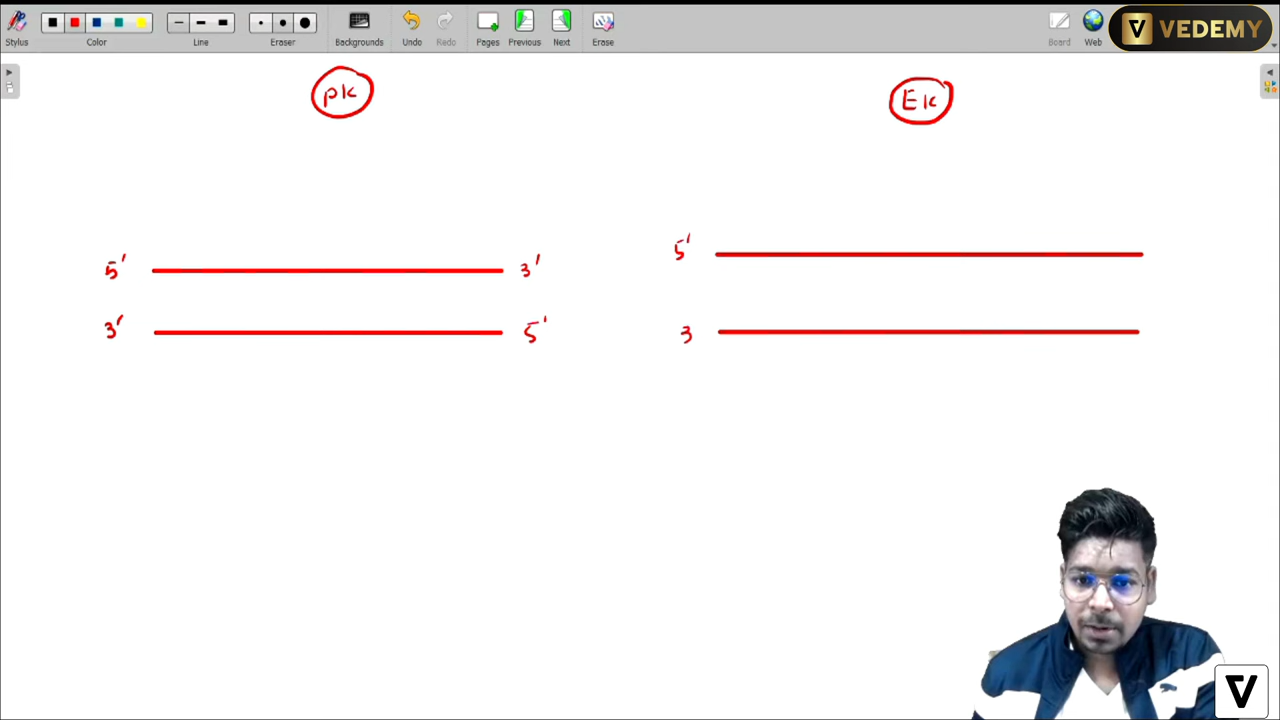 Stylus
Color
Line
Eraser
Backgrounds
Undo
Redo
Pages
Previous
Next
Erase
Board
Web
VEDEMY
pk
Ek
5' 3'
3' 5'
5'
3